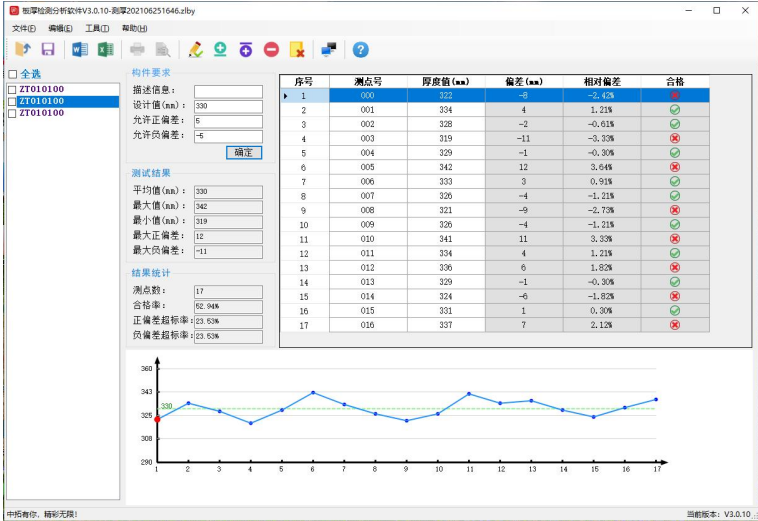 板厚检测分析软件V3.0.10-测厚202106251646.zlby
文件(F) 编辑(E) 工具(T) 帮助(H)
全选
ZT010100
ZT010100
ZT010100
构件要求
描述信息:
设计值(mm): 330
允许正偏差: 5
允许负偏差: -5
确定
测试结果
平均值(mm): 330
最大值(mm): 342
最小值(mm): 319
最大正偏差: 12
最大负偏差: -11
结果统计
测点数: 17
合格率: 52.94%
正偏差超标率: 23.53%
负偏差超标率: 23.53%
序号 测点号 厚度值(mm) 偏差(mm) 相对偏差 合格
1 000 322 -8 -2.42%
2 001 334 4 1.21%
3 002 328 -2 -0.61%
4 003 319 -11 -3.33%
5 004 329 -1 -0.30%
6 005 342 12 3.64%
7 006 333 3 0.91%
8 007 326 -4 -1.21%
9 008 321 -9 -2.73%
10 009 326 -4 -1.21%
11 010 341 11 3.33%
12 011 334 4 1.21%
13 012 336 6 1.82%
14 013 329 -1 -0.30%
15 014 324 -6 -1.82%
16 015 331 1 0.30%
17 016 337 7 2.12%
360
343
330
325
308
290
1 2 3 4 5 6 7 8 9 10 11 12 13 14 15 16 17
中拓有你,精彩无限!
当前版本: V3.0.10